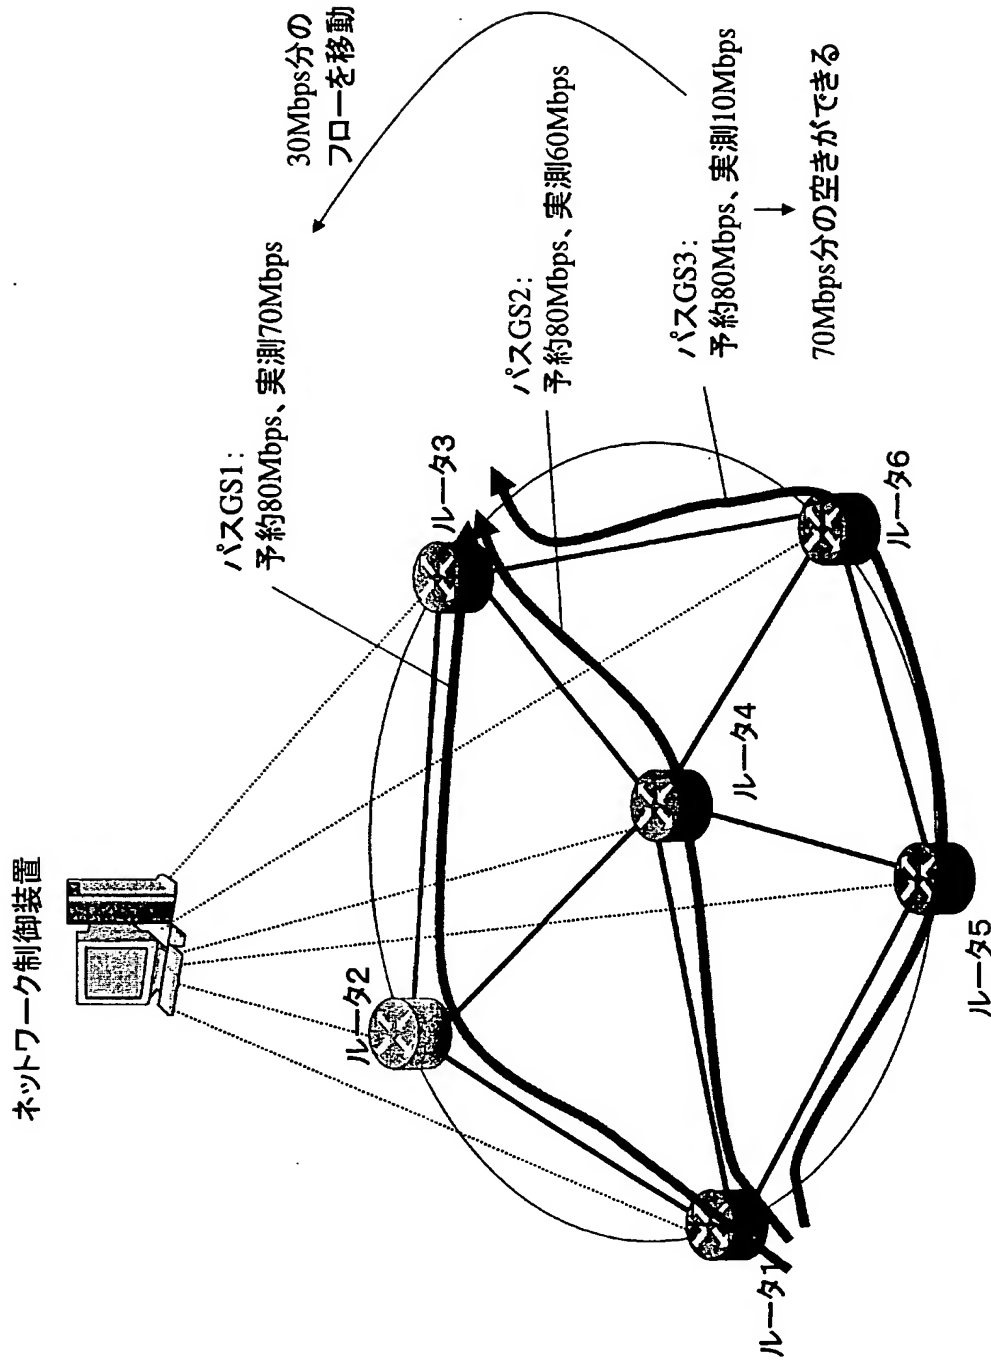 ネットワーク制御装置
ルータ2
ルータ3
ルータ4
ルータ1
ルータ5
ルータ6
パスGS1:
予約80Mbps、実測70Mbps
30Mbps分の
フローを移動
パスGS2:
予約80Mbps、実測60Mbps
パスGS3:
予約80Mbps、実測10Mbps
70Mbps分の空きができる